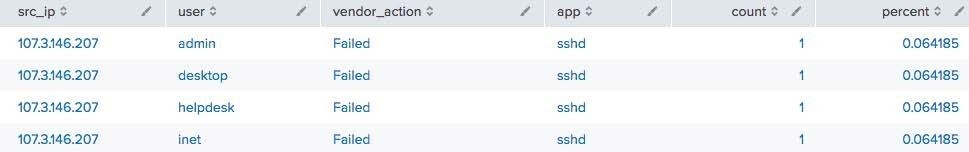 src_ip user vendor_action app count percent
107.3.146.207 admin Failed sshd 1 0.064185
107.3.146.207 desktop Failed sshd 1 0.064185
107.3.146.207 helpdesk Failed sshd 1 0.064185
107.3.146.207 inet Failed sshd 1 0.064185